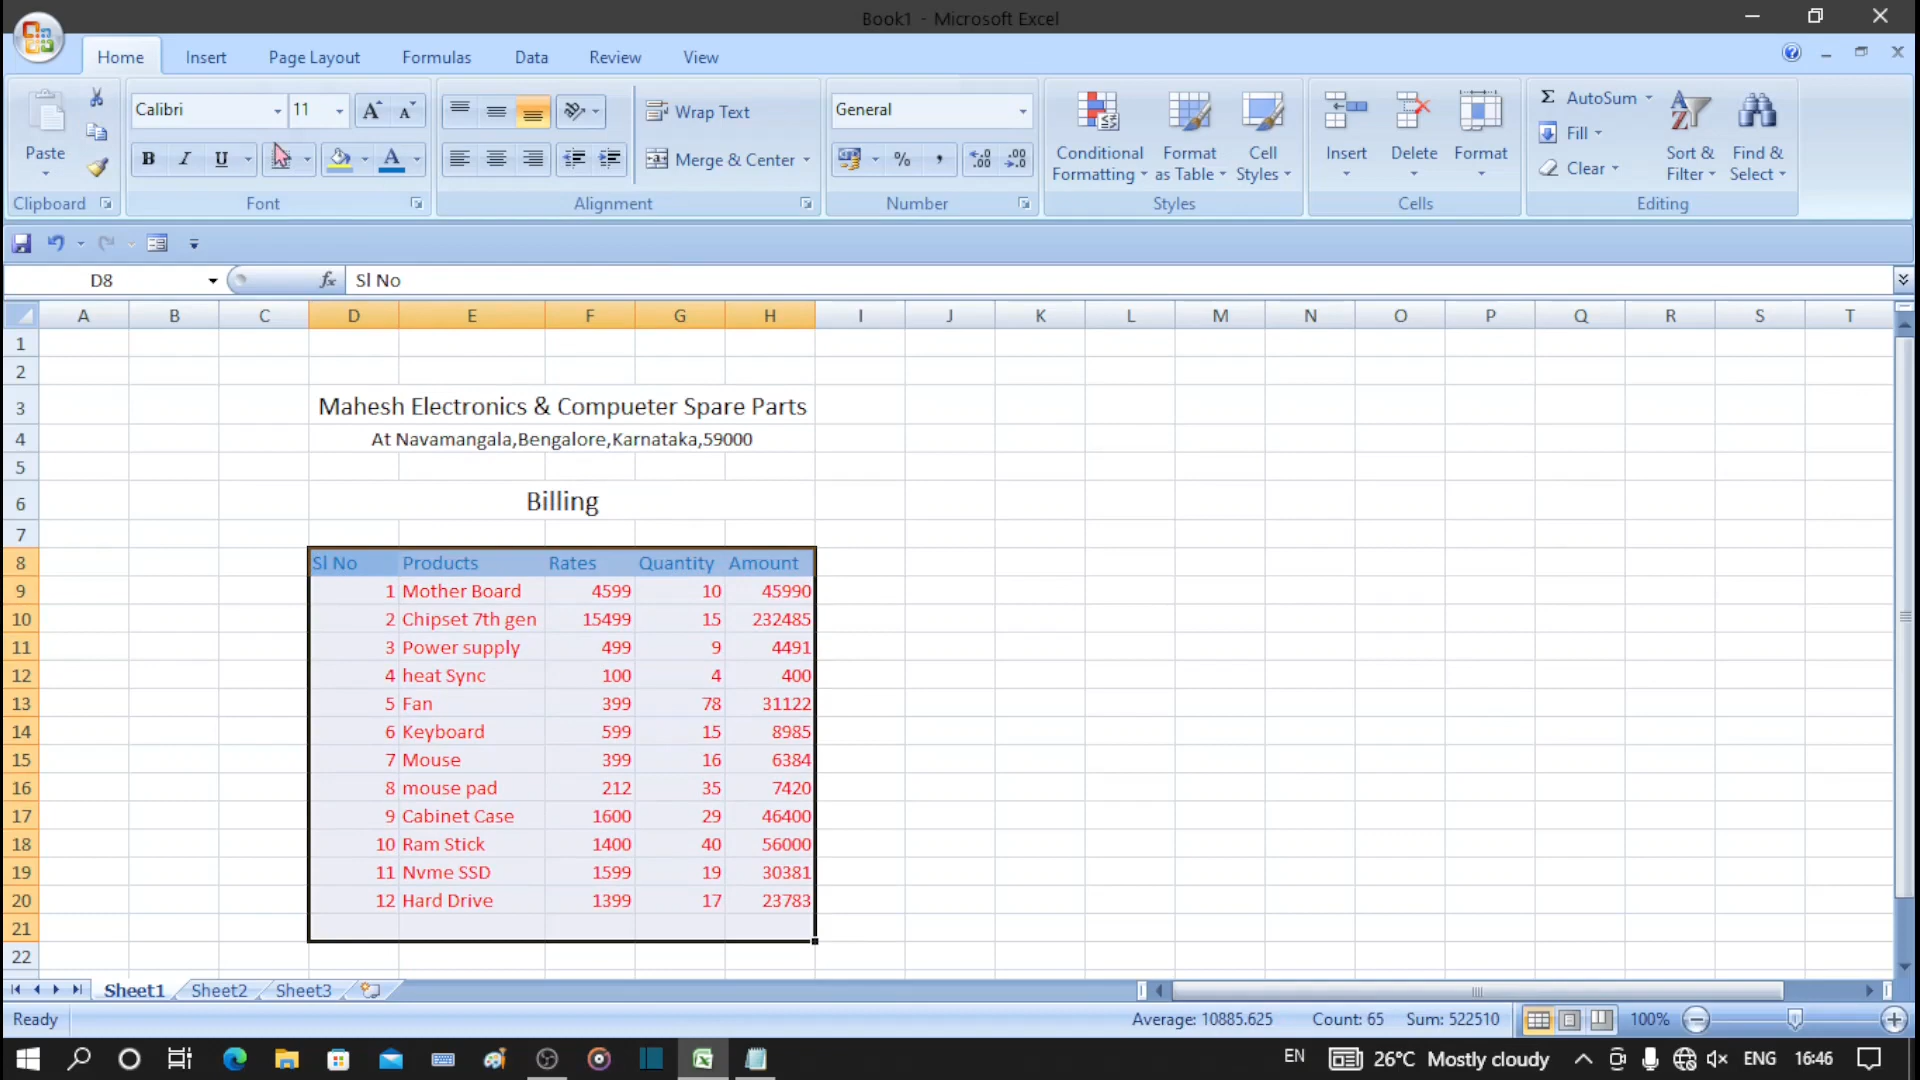 Book1 - Microsoft Excel
Home Insert Page Layout Formulas Data Review View
Calibri 11 Wrap Text General AutoSum
Paste B I U A Merge & Center % , Conditional Formatting Format as Table Cell Styles Insert Delete Format Fill Clear Sort & Filter Find & Select
Clipboard Font Alignment Number Styles Cells Editing
D8 fx Sl No
A B C D E F G H I J K L M N O P Q R S T
1
2
3 Mahesh Electronics & Compueter Spare Parts
4 At Navamangala,Bengalore,Karnataka,59000
5
6 Billing
7
8 Sl No Products Rates Quantity Amount
9 1 Mother Board 4599 10 45990
10 2 Chipset 7th gen 15499 15 232485
11 3 Power supply 499 9 4491
12 4 heat Sync 100 4 400
13 5 Fan 399 78 31122
14 6 Keyboard 599 15 8985
15 7 Mouse 399 16 6384
16 8 mouse pad 212 35 7420
17 9 Cabinet Case 1600 29 46400
18 10 Ram Stick 1400 40 56000
19 11 Nvme SSD 1599 19 30381
20 12 Hard Drive 1399 17 23783
21
22
Sheet1 Sheet2 Sheet3
Ready Average: 10885.625 Count: 65 Sum: 522510 100%
EN 26°C Mostly cloudy ENG 16:46